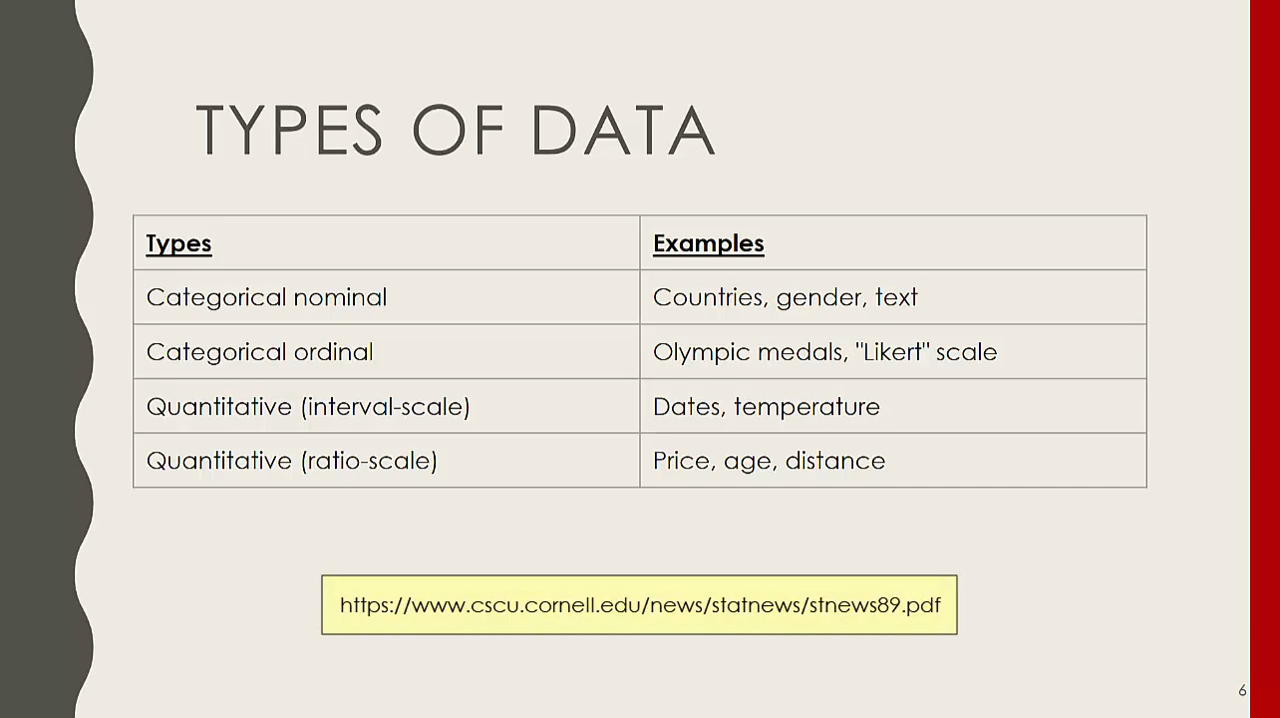 TYPES OF DATA
Types
Examples
Categorical nominal
Countries, gender, text
Categorical ordinal
Olympic medals, "Likert" scale
Quantitative (interval-scale)
Dates, temperature
Quantitative (ratio-scale)
Price, age, distance
https://www.cscu.cornell.edu/news/statnews/stnews89.pdf
6